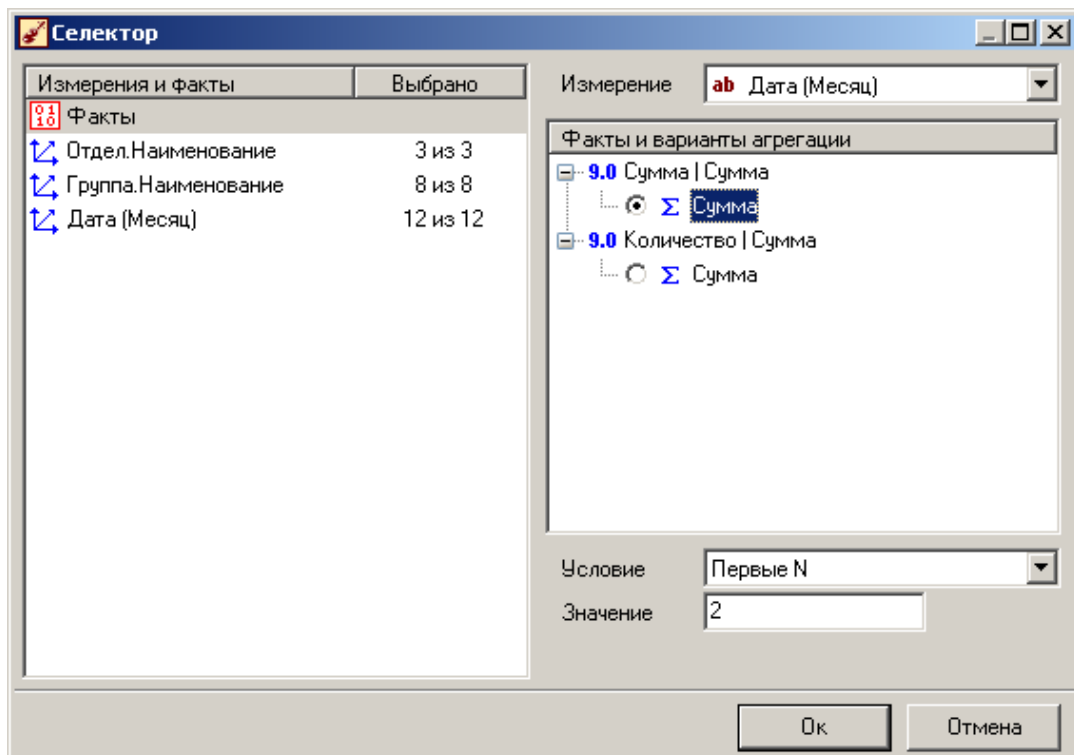 Селектор
Измерения и факты Выбрано
Факты
Отдел.Наименование 3 из 3
Группа.Наименование 8 из 8
Дата (Месяц) 12 из 12
Измерение ab Дата (Месяц)
Факты и варианты агрегации
9.0 Сумма | Сумма
Σ Сумма
9.0 Количество | Сумма
Σ Сумма
Условие Первые N
Значение 2
Ок Отмена